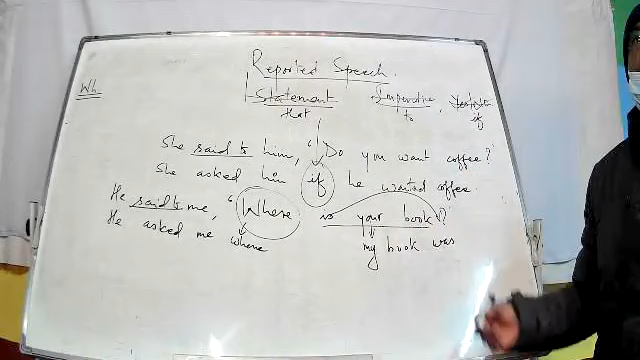 Reported Speech.
Wh.
Statement Imperative,
that to if
She said to him, "Do you want coffee?"
She asked him if he wanted coffee.
He said to me, "Where is your book?"
He asked me where my book was